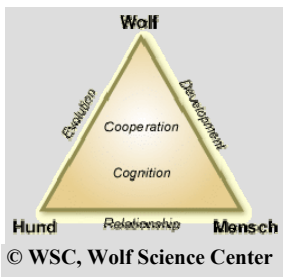 Wolf
Evolution
Development
Cooperation
Cognition
Hund
Relationship
Mensch
© WSC, Wolf Science Center